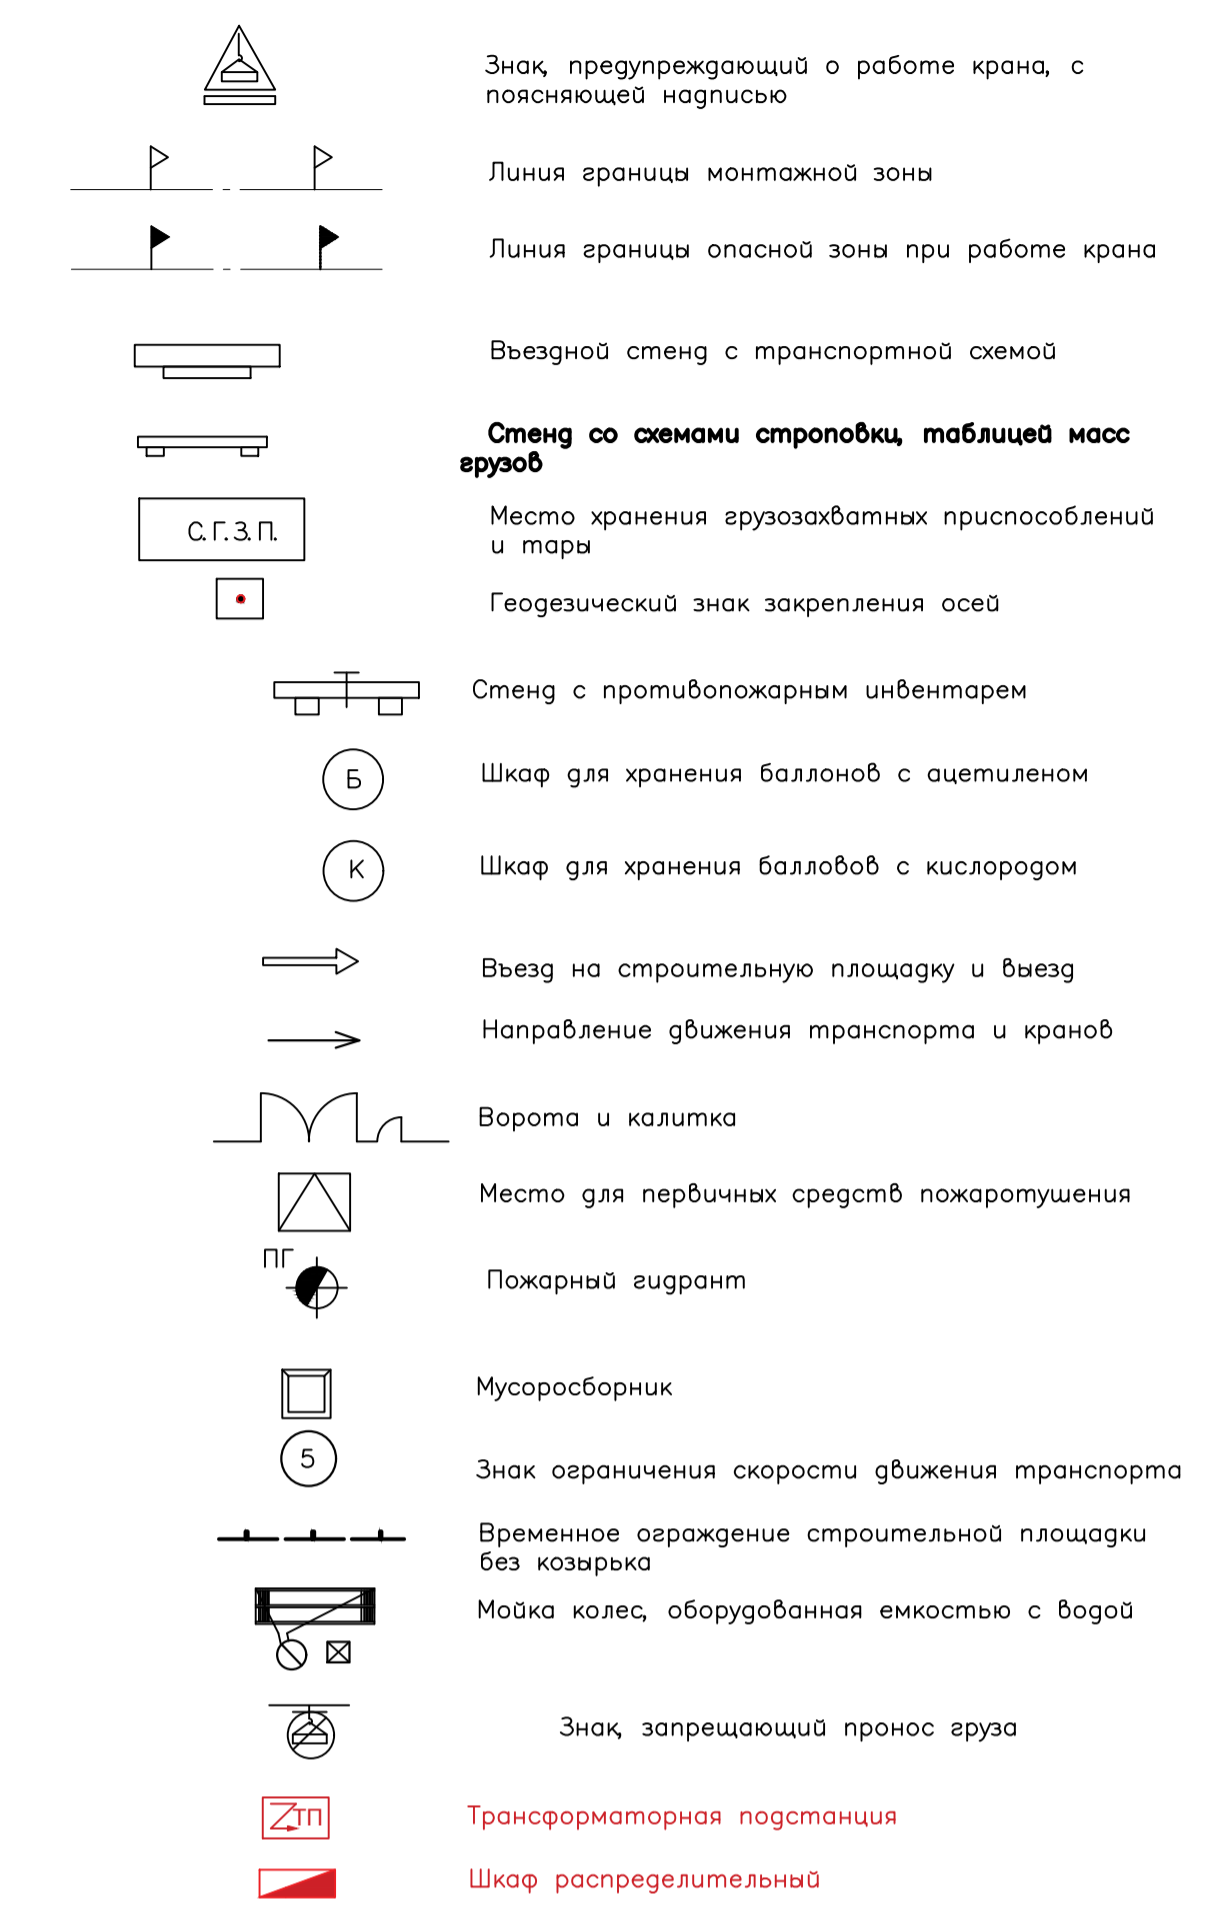 Знак, предупреждающий о работе крана, с
поясняющей надписью
Линия границы монтажной зоны
Линия границы опасной зоны при работе крана
Въездной стенд с транспортной схемой
Стенд со схемами строповки, таблицей масс
грузов
С.Г.З.П.
Место хранения грузозахватных приспособлений
и тары
Геодезический знак закрепления осей
Стенд с противопожарным инвентарем
Б
Шкаф для хранения баллонов с ацетиленом
К
Шкаф для хранения балловов с кислородом
Въезд на строительную площадку и выезд
Направление движения транспорта и кранов
Ворота и калитка
Место для первичных средств пожаротушения
ПГ
Пожарный гидрант
Мусоросборник
5
Знак ограничения скорости движения транспорта
Временное ограждение строительной площадки
без козырька
Мойка колес, оборудованная емкостью с водой
Знак, запрещающий пронос груза
ТП
Трансформаторная подстанция
Шкаф распределительный